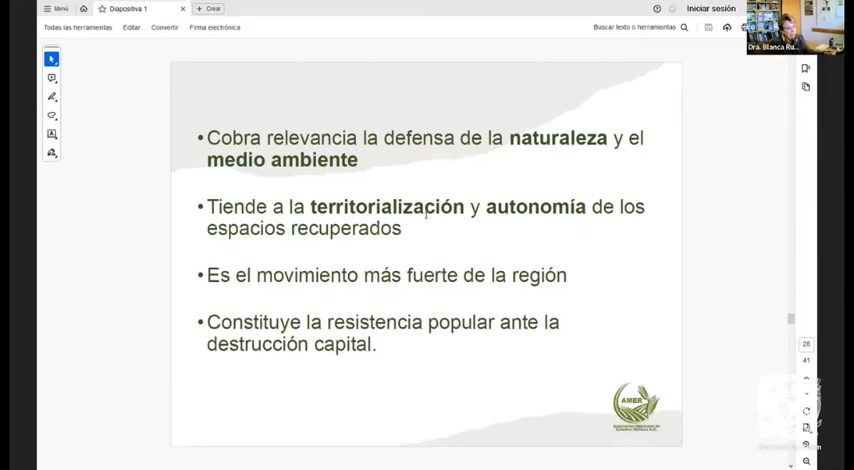 Menú
Diapositiva 1
Crear
Iniciar sesión
Todas las herramientas
Editar
Convertir
Firma electrónica
Buscar texto o herramientas
Dra. Blanca Ru...
•Cobra relevancia la defensa de la naturaleza y el
medio ambiente
•Tiende a la territorialización y autonomía de los
espacios recuperados
•Es el movimiento más fuerte de la región
•Constituye la resistencia popular ante la
destrucción capital.
AMER
26
41